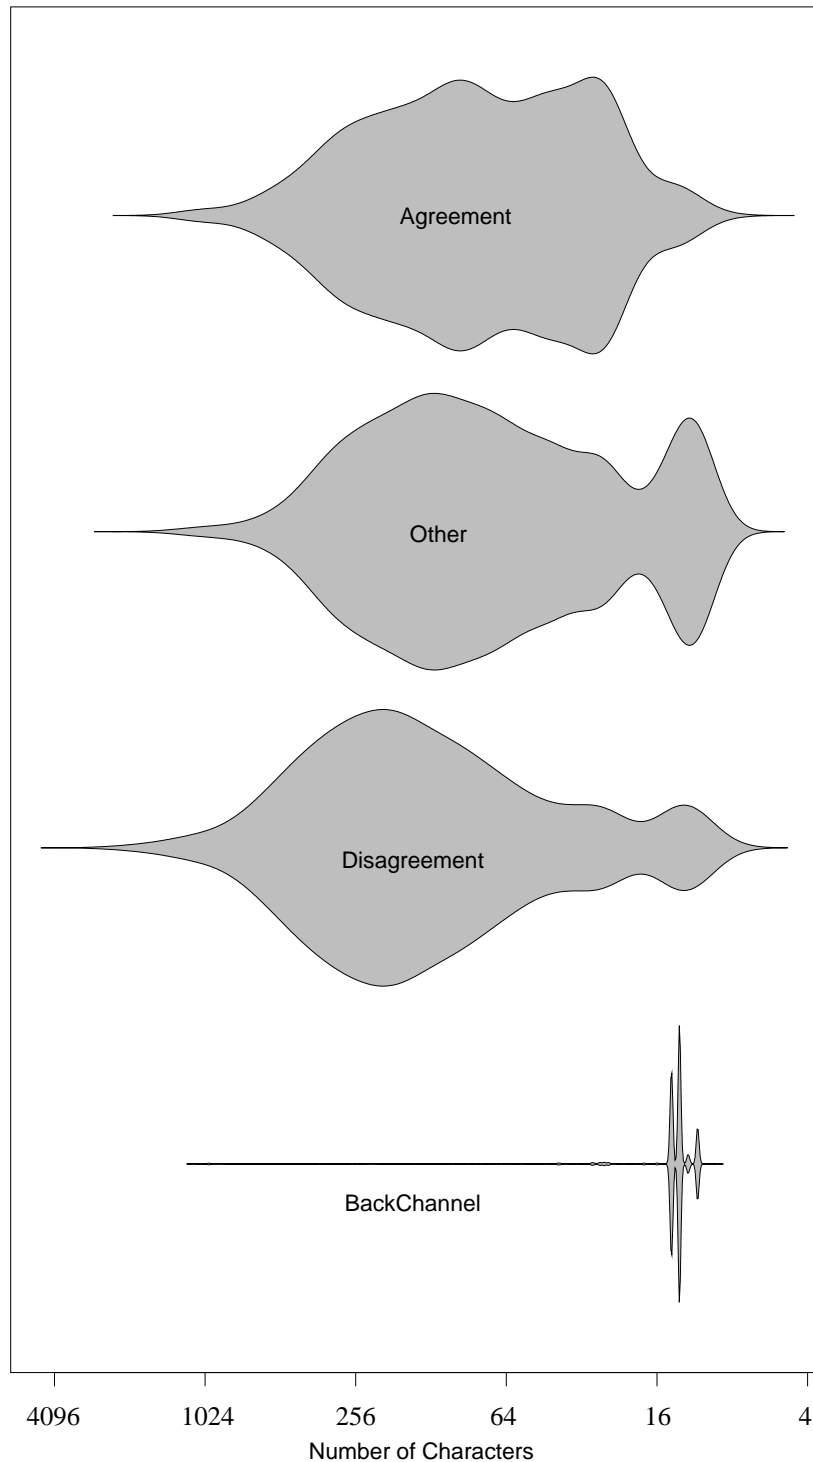 Agreement
Other
Disagreement
BackChannel
4096 1024 256 64 16 4
Number of Characters